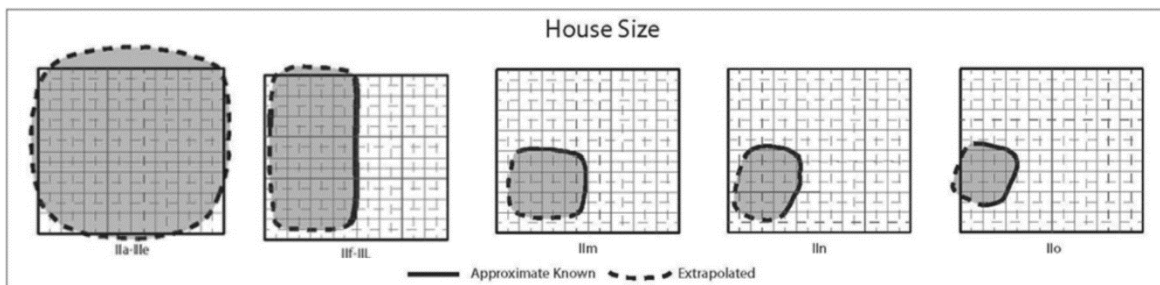 House Size
IIa-IIe
IIf-IIL
IIm
IIn
IIo
Approximate Known
Extrapolated